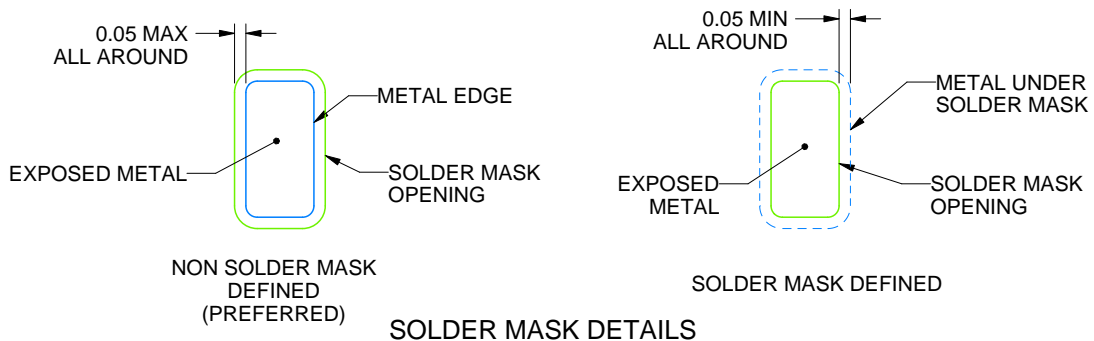 0.05 MAX
ALL AROUND
METAL EDGE
EXPOSED METAL
SOLDER MASK
OPENING
NON SOLDER MASK
DEFINED
(PREFERRED)
0.05 MIN
ALL AROUND
METAL UNDER
SOLDER MASK
EXPOSED
METAL
SOLDER MASK
OPENING
SOLDER MASK DEFINED
SOLDER MASK DETAILS